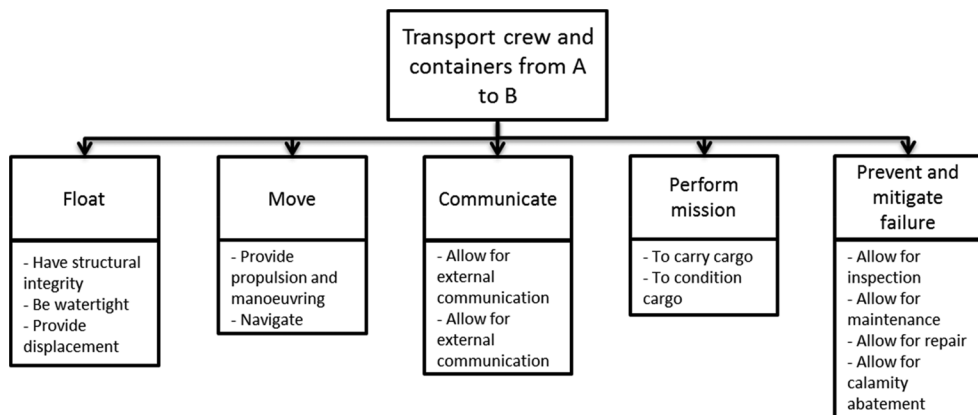 Transport crew and
containers from A
to B
Float
- Have structural
integrity
- Be watertight
- Provide
displacement
Move
- Provide
propulsion and
manoeuvring
- Navigate
Communicate
- Allow for
external
communication
- Allow for
external
communication
Perform
mission
- To carry cargo
- To condition
cargo
Prevent and
mitigate
failure
- Allow for
inspection
- Allow for
maintenance
- Allow for repair
- Allow for
calamity
abatement